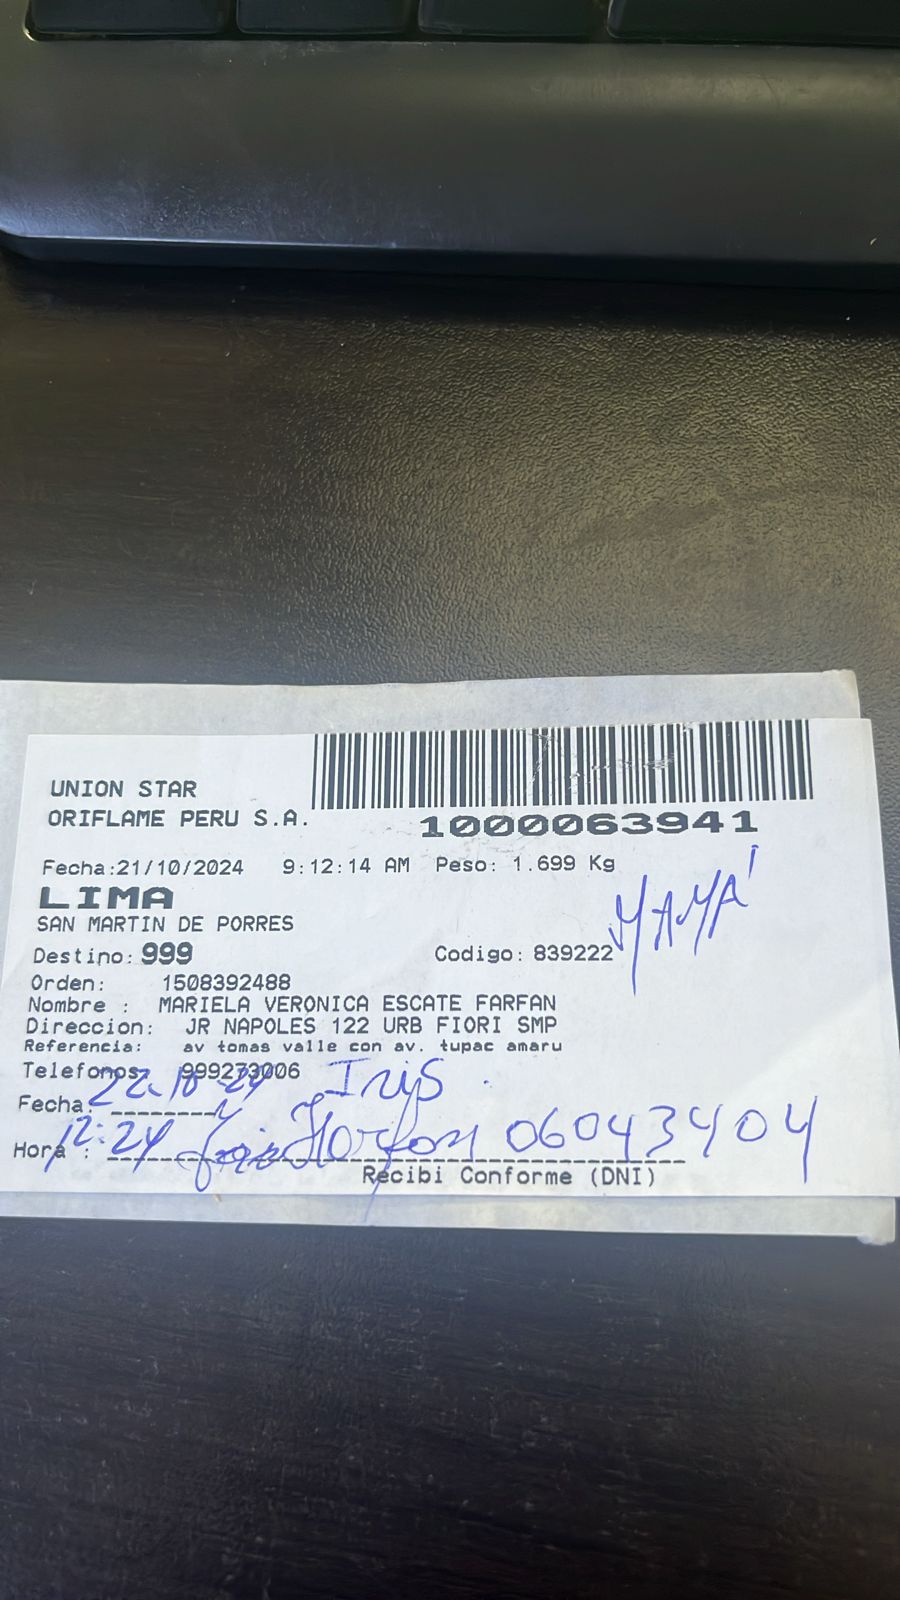 UNION STAR
ORIFLAME PERU S.A.
1000063941
Fecha:21/10/2024 9:12:14 AM Peso: 1.699 Kg
LIMA
MAMÁ
SAN MARTIN DE PORRES
Destino: 999 Codigo: 839222
Orden: 1508392488
Nombre : MARIELA VERONICA ESCATE FARFAN
Direccion: JR NAPOLES 122 URB FIORI SMP
Referencia: av tomas valle con av. tupac amaru
Telefonos 999273006 Iris
Fecha: 22-10-24
Hora : 12:24 Farfan 06043404
Recibi Conforme (DNI)